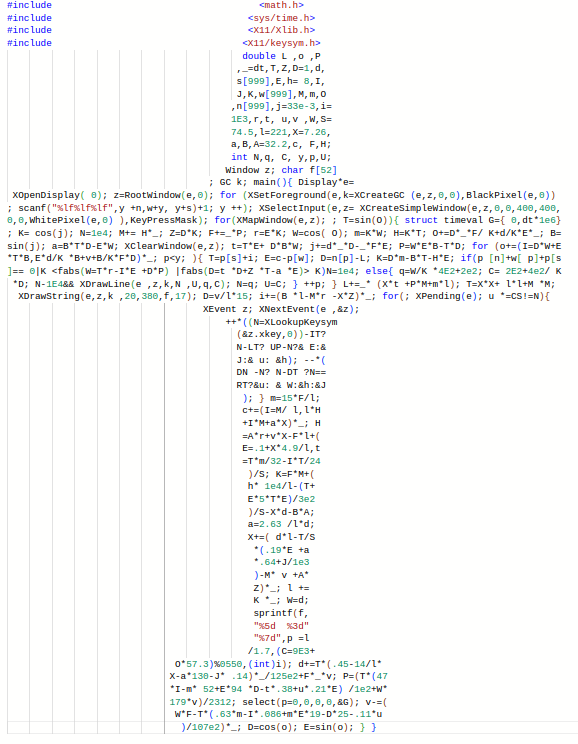 #include <math.h>
#include <sys/time.h>
#include <X11/Xlib.h>
#include <X11/keysym.h>
double L ,o ,P
,_=dt,T,Z,D=1,d,
s[999],E,h= 8,I,
J,K,w[999],M,m,O
,n[999],j=33e-3,i=
1E3,r,t, u,v ,W,S=
74.5,l=221,X=7.26,
a,B,A=32.2,c, F,H;
int N,q, C, y,p,U;
Window z; char f[52]
; GC k; main(){ Display*e=
XOpenDisplay( 0); z=RootWindow(e,0); for (XSetForeground(e,k=XCreateGC (e,z,0,0),BlackPixel(e,0))
; scanf("%lf%lf%lf",y +n,w+y, y+s)+1; y ++); XSelectInput(e,z= XCreateSimpleWindow(e,z,0,0,400,400,
0,0,WhitePixel(e,0) ),KeyPressMask); for(XMapWindow(e,z); ; T=sin(O)){ struct timeval G={ 0,dt*1e6}
; K= cos(j); N=1e4; M+= H*_; Z=D*K; F+=_*P; r=E*K; W=cos( O); m=K*W; H=K*T; O+=D*_*F/ K+d/K*E*_; B=
sin(j); a=B*T*D-E*W; XClearWindow(e,z); t=T*E+ D*B*W; j+=d*_*D-_*F*E; P=W*E*B-T*D; for (o+=(I=D*W+E
*T*B,E*d/K *B+v+B/K*F*D)*_; p<y; ){ T=p[s]+i; E=c-p[w]; D=n[p]-L; K=D*m-B*T-H*E; if(p [n]+w[ p]+p[s
]== 0|K <fabs(W=T*r-I*E +D*P) |fabs(D=t *D+Z *T-a *E)> K)N=1e4; else{ q=W/K *4E2+2e2; C= 2E2+4e2/ K
*D; N-1E4&& XDrawLine(e ,z,k,N ,U,q,C); N=q; U=C; } ++p; } L+=_* (X*t +P*M+m*l); T=X*X+ l*l+M *M;
XDrawString(e,z,k ,20,380,f,17); D=v/l*15; i+=(B *l-M*r -X*Z)*_; for(; XPending(e); u *=CS!=N){
XEvent z; XNextEvent(e ,&z);
++*((N=XLookupKeysym
(&z.xkey,0))-IT?
N-LT? UP-N?& E:&
J:& u: &h); --*(
DN -N? N-DT ?N==
RT?&u: & W:&h:&J
); } m=15*F/l;
c+=(I=M/ l,l*H
+I*M+a*X)*_; H
=A*r+v*X-F*l+(
E=.1+X*4.9/l,t
=T*m/32-I*T/24
)/S; K=F*M+(
h* 1e4/l-(T+
E*5*T*E)/3e2
)/S-X*d-B*A;
a=2.63 /l*d;
X+=( d*l-T/S
*(.19*E +a
*.64+J/1e3
)-M* v +A*
Z)*_; l +=
K *_; W=d;
sprintf(f,
"%5d  %3d"
"%7d",p =l
/1.7,(C=9E3+
O*57.3)%0550,(int)i); d+=T*(.45-14/l*
X-a*130-J* .14)*_/125e2+F*_*v; P=(T*(47
*I-m* 52+E*94 *D-t*.38+u*.21*E) /1e2+W*
179*v)/2312; select(p=0,0,0,0,&G); v-=(
W*F-T*(.63*m-I*.086+m*E*19-D*25-.11*u
)/107e2)*_; D=cos(o); E=sin(o); } }